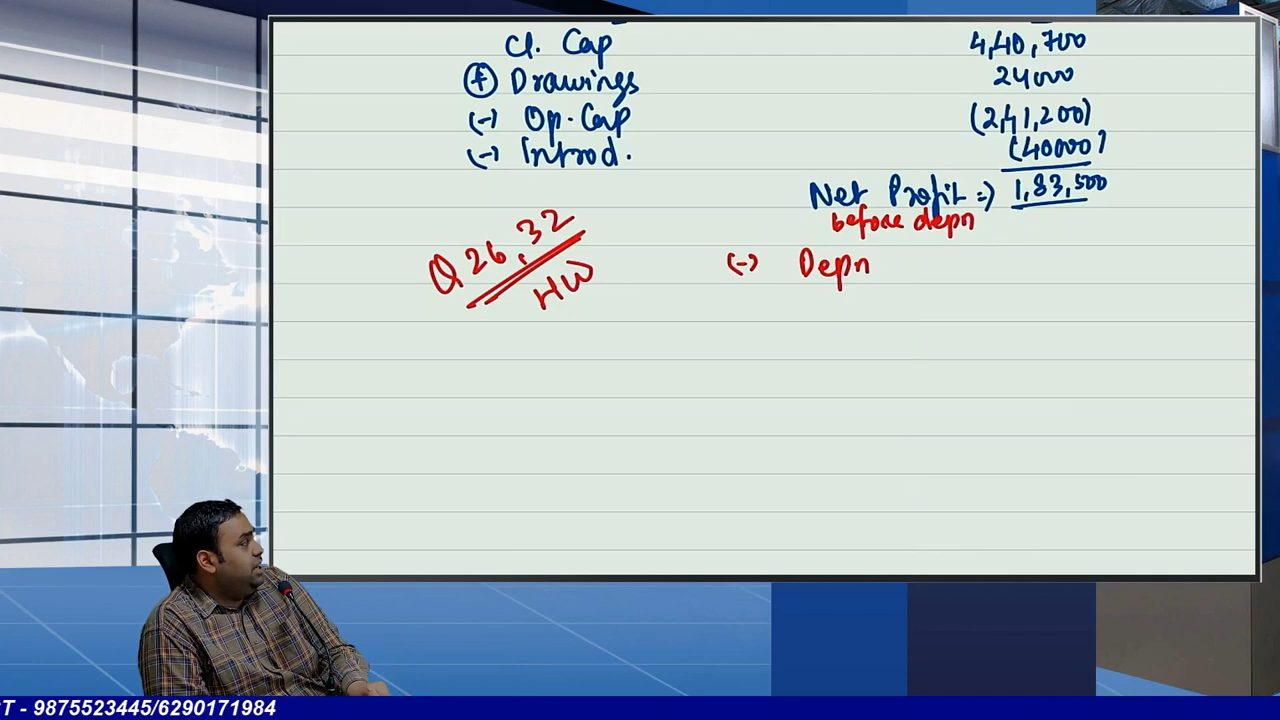 Cl. Cap 4,40,700
(+) Drawings 24000
(-) Op. Cap (2,41,200)
(-) Introd. (40000)
Net Profit => 1,83,500
before depn
Q 26, 32
HW
(-) Depn
T - 9875523445/6290171984